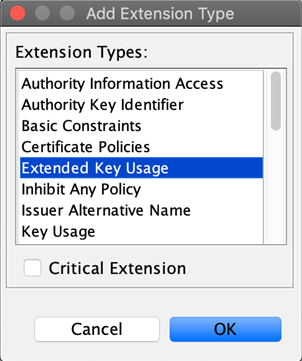 Add Extension Type
Extension Types:
Authority Information Access
Authority Key Identifier
Basic Constraints
Certificate Policies
Extended Key Usage
Inhibit Any Policy
Issuer Alternative Name
Key Usage
Critical Extension
Cancel
OK